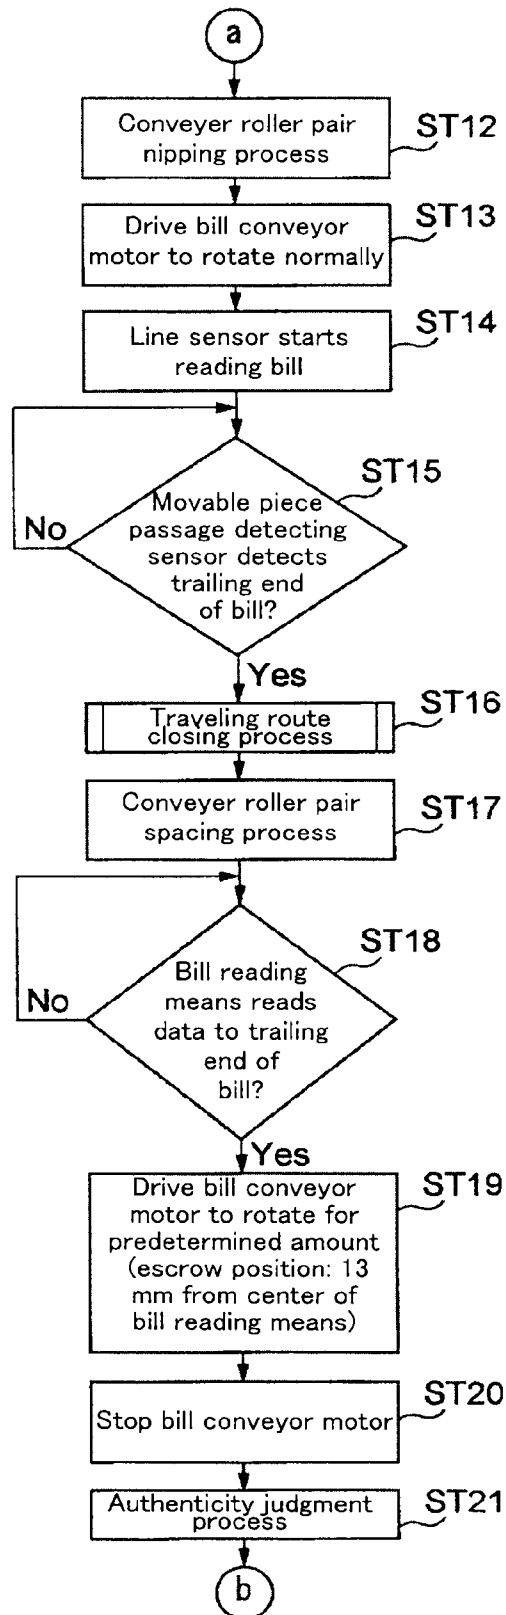 a
Conveyer roller pair
nipping process
ST12
Drive bill conveyor
motor to rotate normally
ST13
Line sensor starts
reading bill
ST14
ST15
Movable piece
passage detecting
sensor detects
trailing end
of bill?
No
Yes
Traveling route
closing process
ST16
Conveyer roller pair
spacing process
ST17
ST18
Bill reading
means reads
data to trailing
end of
bill?
No
Yes
Drive bill conveyor
motor to rotate for
predetermined amount
(escrow position: 13
mm from center of
bill reading means)
ST19
Stop bill conveyor motor
ST20
Authenticity judgment
process
ST21
b